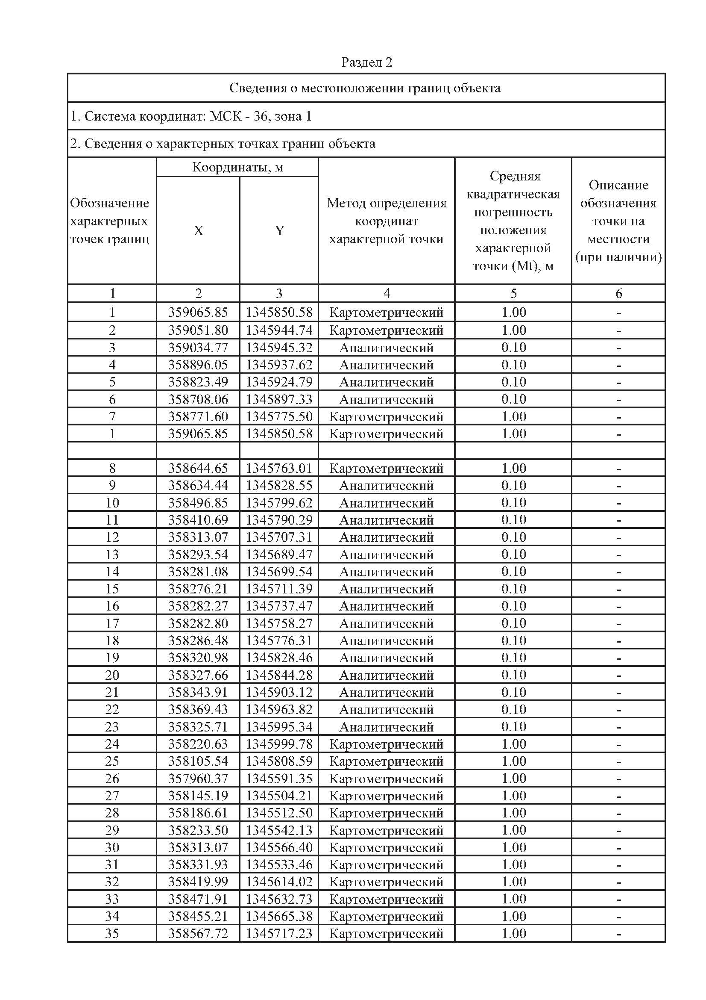 Раздел 2
Сведения о местоположении границ объекта
1. Система координат: МСК - 36, зона 1
2. Сведения о характерных точках границ объекта
Обозначение характерных точек границ
Координаты, м
X
Y
Метод определения координат характерной точки
Средняя квадратическая погрешность положения характерной точки (Mt), м
Описание обозначения точки на местности (при наличии)
1 2 3 4 5 6
1 359065.85 1345850.58 Картометрический 1.00 -
2 359051.80 1345944.74 Картометрический 1.00 -
3 359034.77 1345945.32 Аналитический 0.10 -
4 358896.05 1345937.62 Аналитический 0.10 -
5 358823.49 1345924.79 Аналитический 0.10 -
6 358708.06 1345897.33 Аналитический 0.10 -
7 358771.60 1345775.50 Картометрический 1.00 -
1 359065.85 1345850.58 Картометрический 1.00 -
8 358644.65 1345763.01 Картометрический 1.00 -
9 358634.44 1345828.55 Аналитический 0.10 -
10 358496.85 1345799.62 Аналитический 0.10 -
11 358410.69 1345790.29 Аналитический 0.10 -
12 358313.07 1345707.31 Аналитический 0.10 -
13 358293.54 1345689.47 Аналитический 0.10 -
14 358281.08 1345699.54 Аналитический 0.10 -
15 358276.21 1345711.39 Аналитический 0.10 -
16 358282.27 1345737.47 Аналитический 0.10 -
17 358282.80 1345758.27 Аналитический 0.10 -
18 358286.48 1345776.31 Аналитический 0.10 -
19 358320.98 1345828.46 Аналитический 0.10 -
20 358327.66 1345844.28 Аналитический 0.10 -
21 358343.91 1345903.12 Аналитический 0.10 -
22 358369.43 1345963.82 Аналитический 0.10 -
23 358325.71 1345995.34 Аналитический 0.10 -
24 358220.63 1345999.78 Картометрический 1.00 -
25 358105.54 1345808.59 Картометрический 1.00 -
26 357960.37 1345591.35 Картометрический 1.00 -
27 358145.19 1345504.21 Картометрический 1.00 -
28 358186.61 1345512.50 Картометрический 1.00 -
29 358233.50 1345542.13 Картометрический 1.00 -
30 358313.07 1345566.40 Картометрический 1.00 -
31 358331.93 1345533.46 Картометрический 1.00 -
32 358419.99 1345614.02 Картометрический 1.00 -
33 358471.91 1345632.73 Картометрический 1.00 -
34 358455.21 1345665.38 Картометрический 1.00 -
35 358567.72 1345717.23 Картометрический 1.00 -